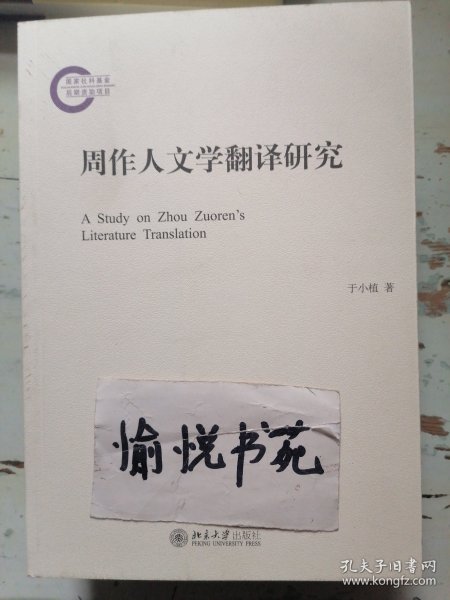 国家社科基金
后期资助项目
周作人文学翻译研究
A Study on Zhou Zuoren's
Literature Translation
于小植 著
愉悦书苑
北京大学出版社
PEKING UNIVERSITY PRESS
孔夫子旧书网
www.kongfz.com